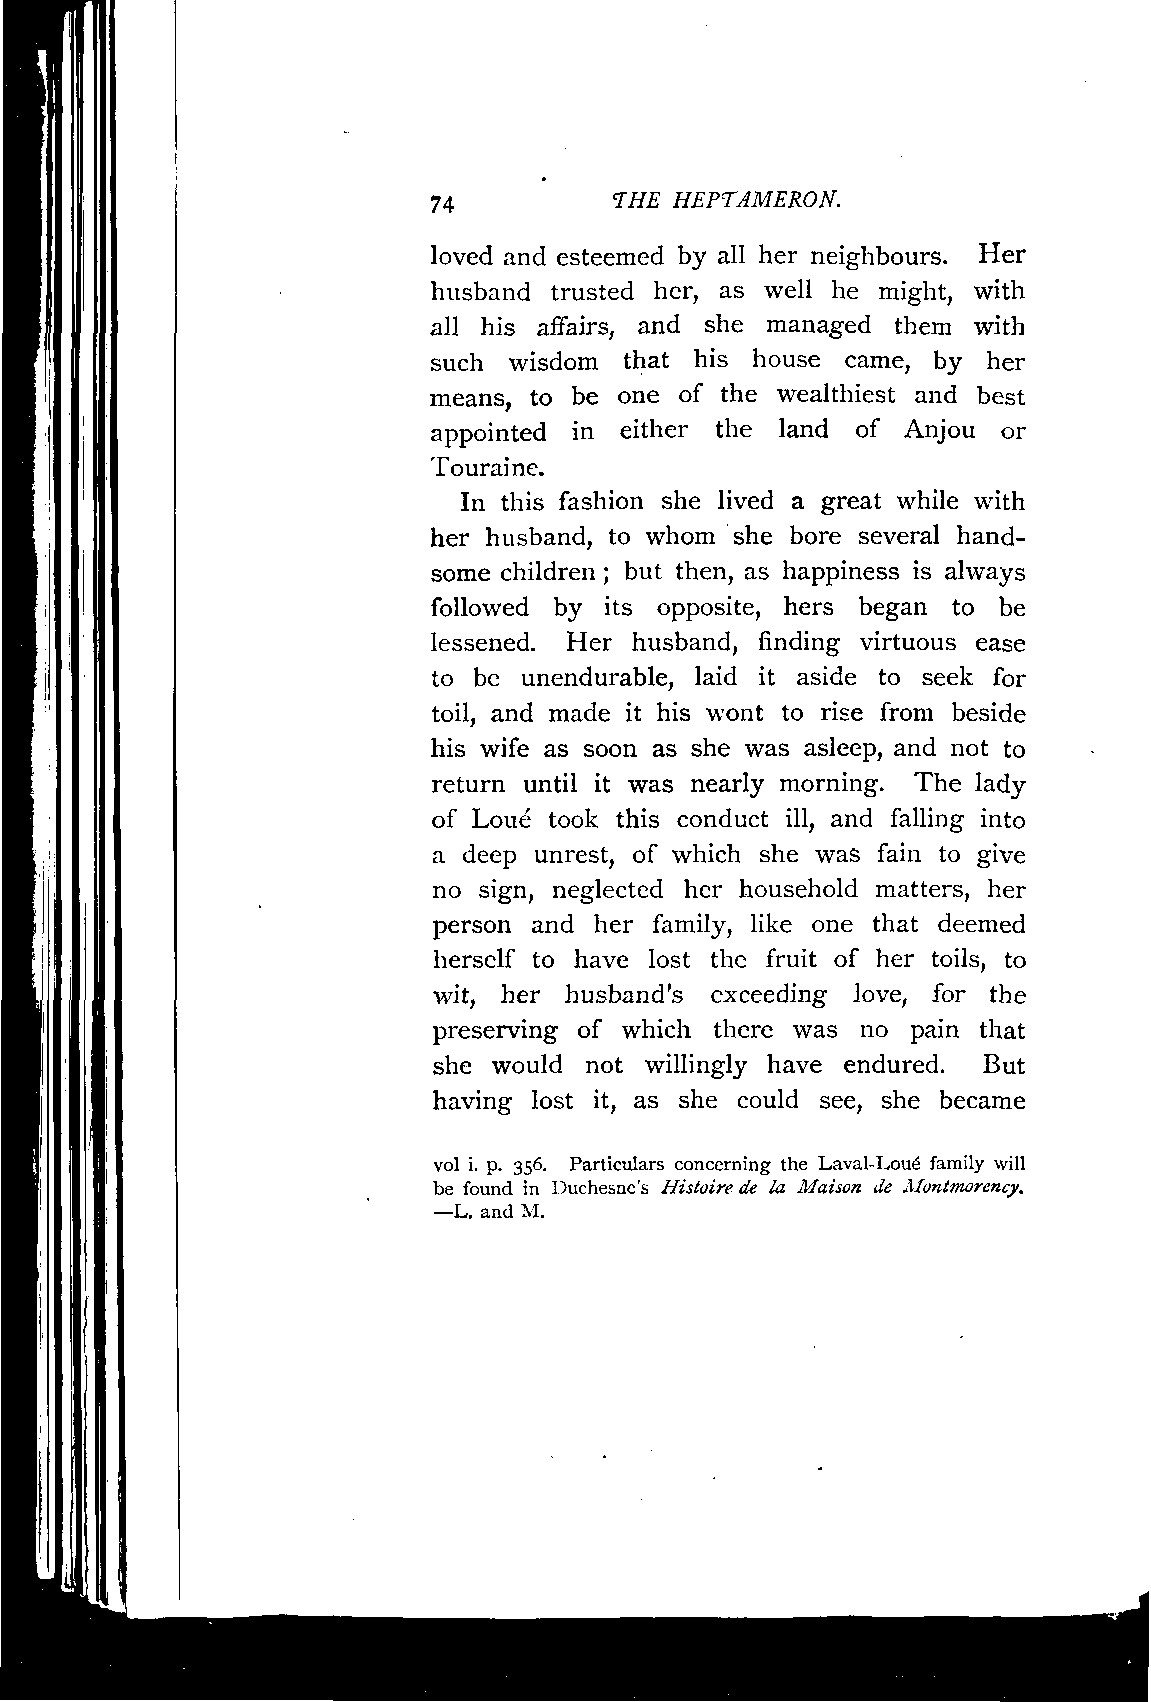 74 THE HEPTAMERON.
loved and esteemed by all her neighbours. Her
husband trusted her, as well he might, with
all his affairs, and she managed them with
such wisdom that his house came, by her
means, to be one of the wealthiest and best
appointed in either the land of Anjou or
Touraine.
In this fashion she lived a great while with
her husband, to whom she bore several hand-
some children; but then, as happiness is always
followed by its opposite, hers began to be
lessened. Her husband, finding virtuous ease
to be unendurable, laid it aside to seek for
toil, and made it his wont to rise from beside
his wife as soon as she was asleep, and not to
return until it was nearly morning. The lady
of Loué took this conduct ill, and falling into
a deep unrest, of which she was fain to give
no sign, neglected her household matters, her
person and her family, like one that deemed
herself to have lost the fruit of her toils, to
wit, her husband's exceeding love, for the
preserving of which there was no pain that
she would not willingly have endured. But
having lost it, as she could see, she became
vol i. p. 356. Particulars concerning the Laval-Loué family will
be found in Duchesne's Histoire de la Maison de Montmorency.
—L. and M.